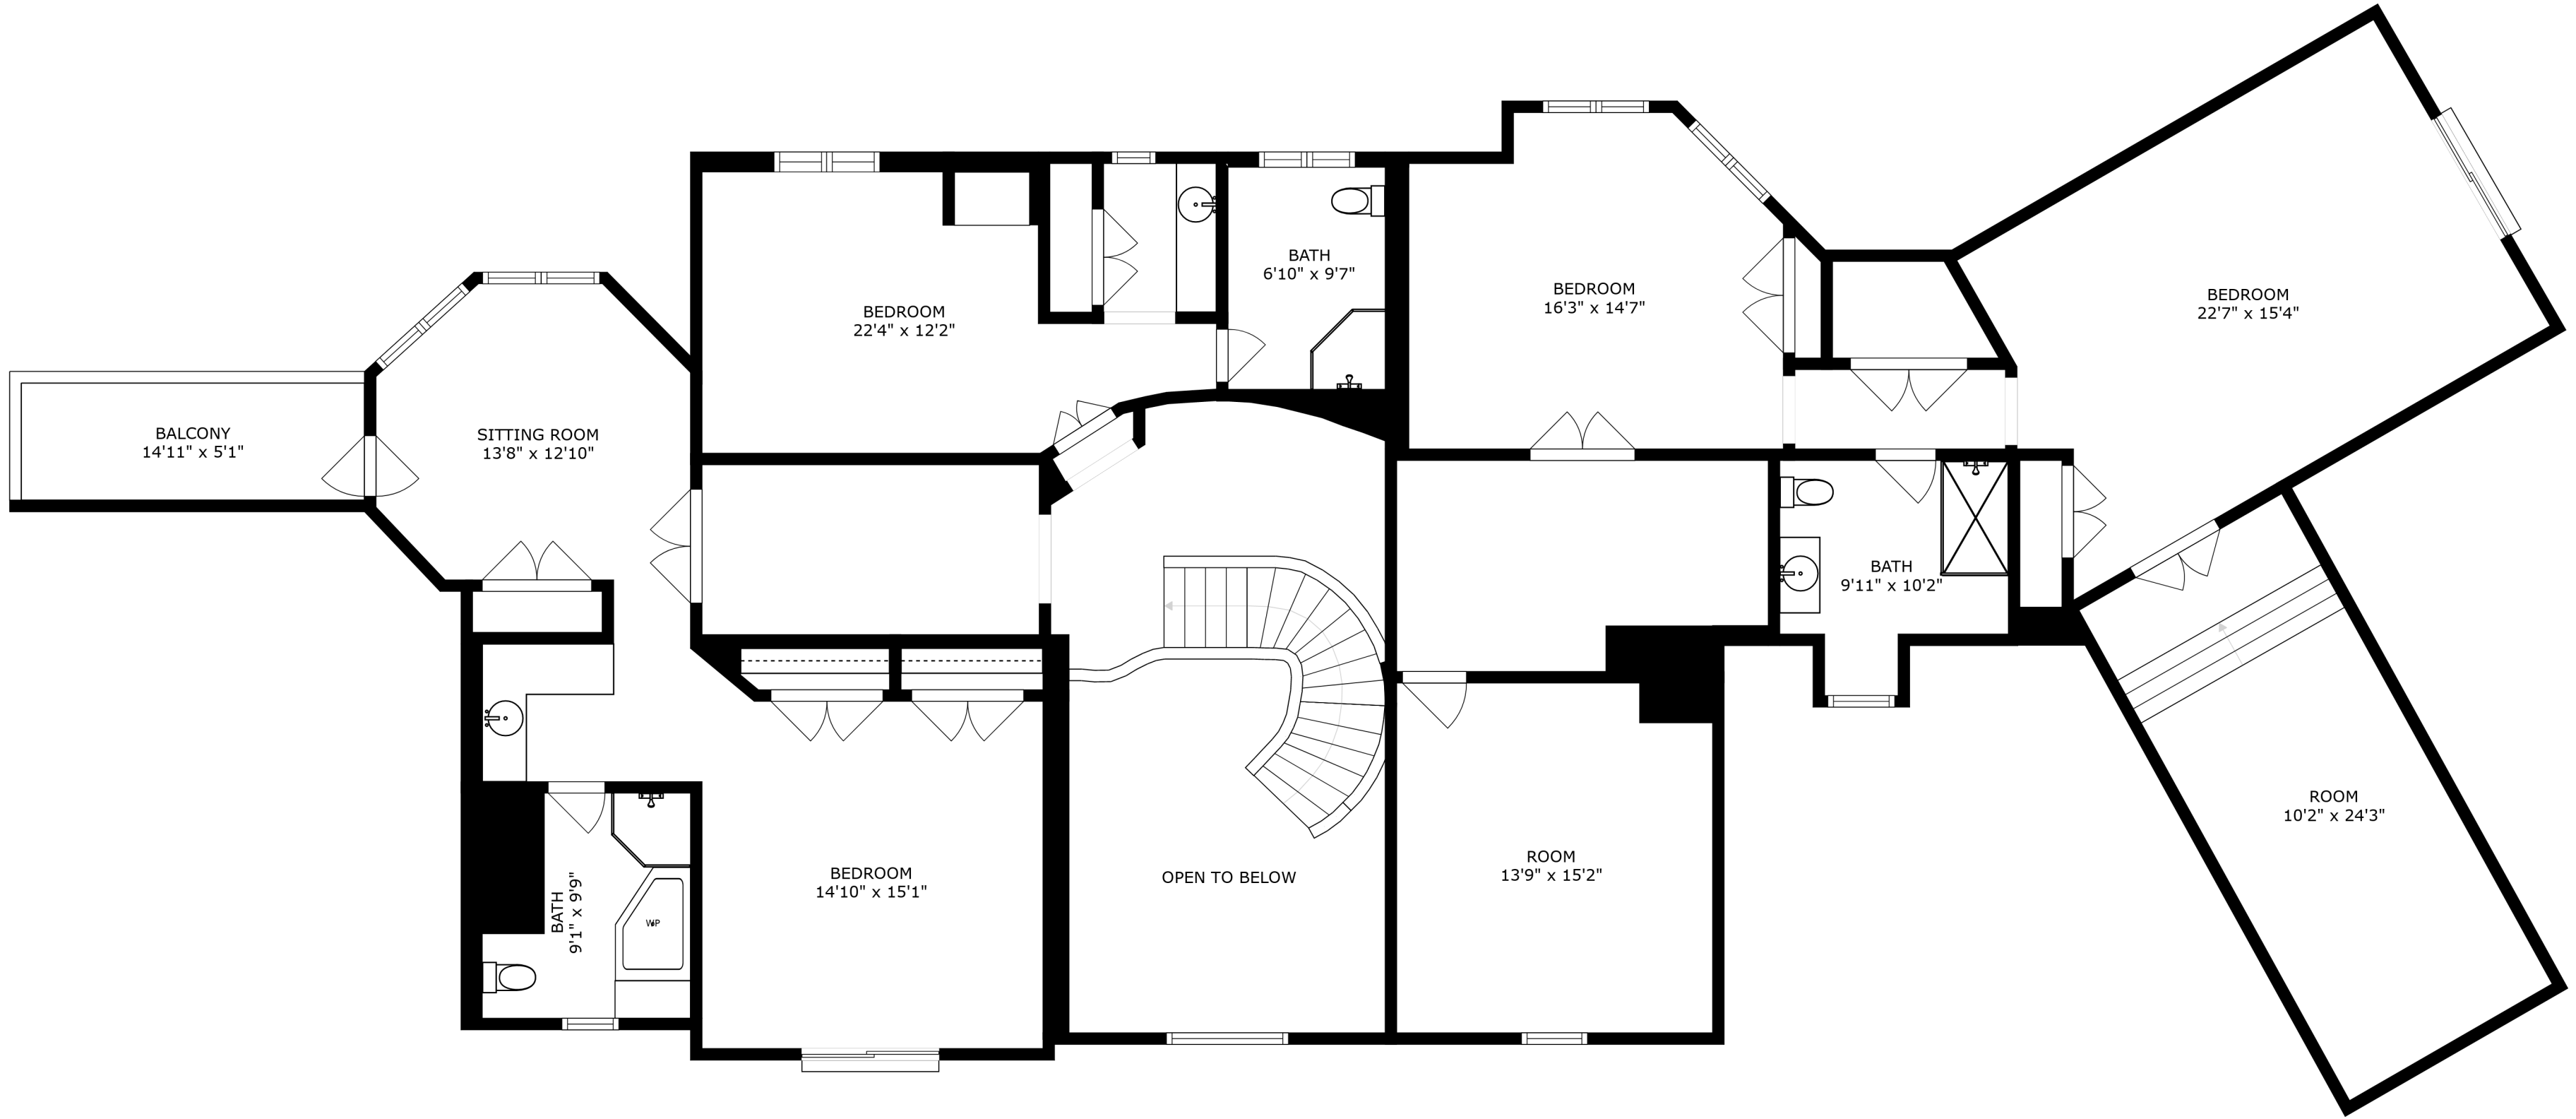 BALCONY
14'11" x 5'1"
SITTING ROOM
13'8" x 12'10"
BEDROOM
22'4" x 12'2"
BATH
6'10" x 9'7"
BEDROOM
16'3" x 14'7"
BEDROOM
22'7" x 15'4"
BATH
9'11" x 10'2"
BATH
9'1" x 9'9"
WP
BEDROOM
14'10" x 15'1"
OPEN TO BELOW
ROOM
13'9" x 15'2"
ROOM
10'2" x 24'3"